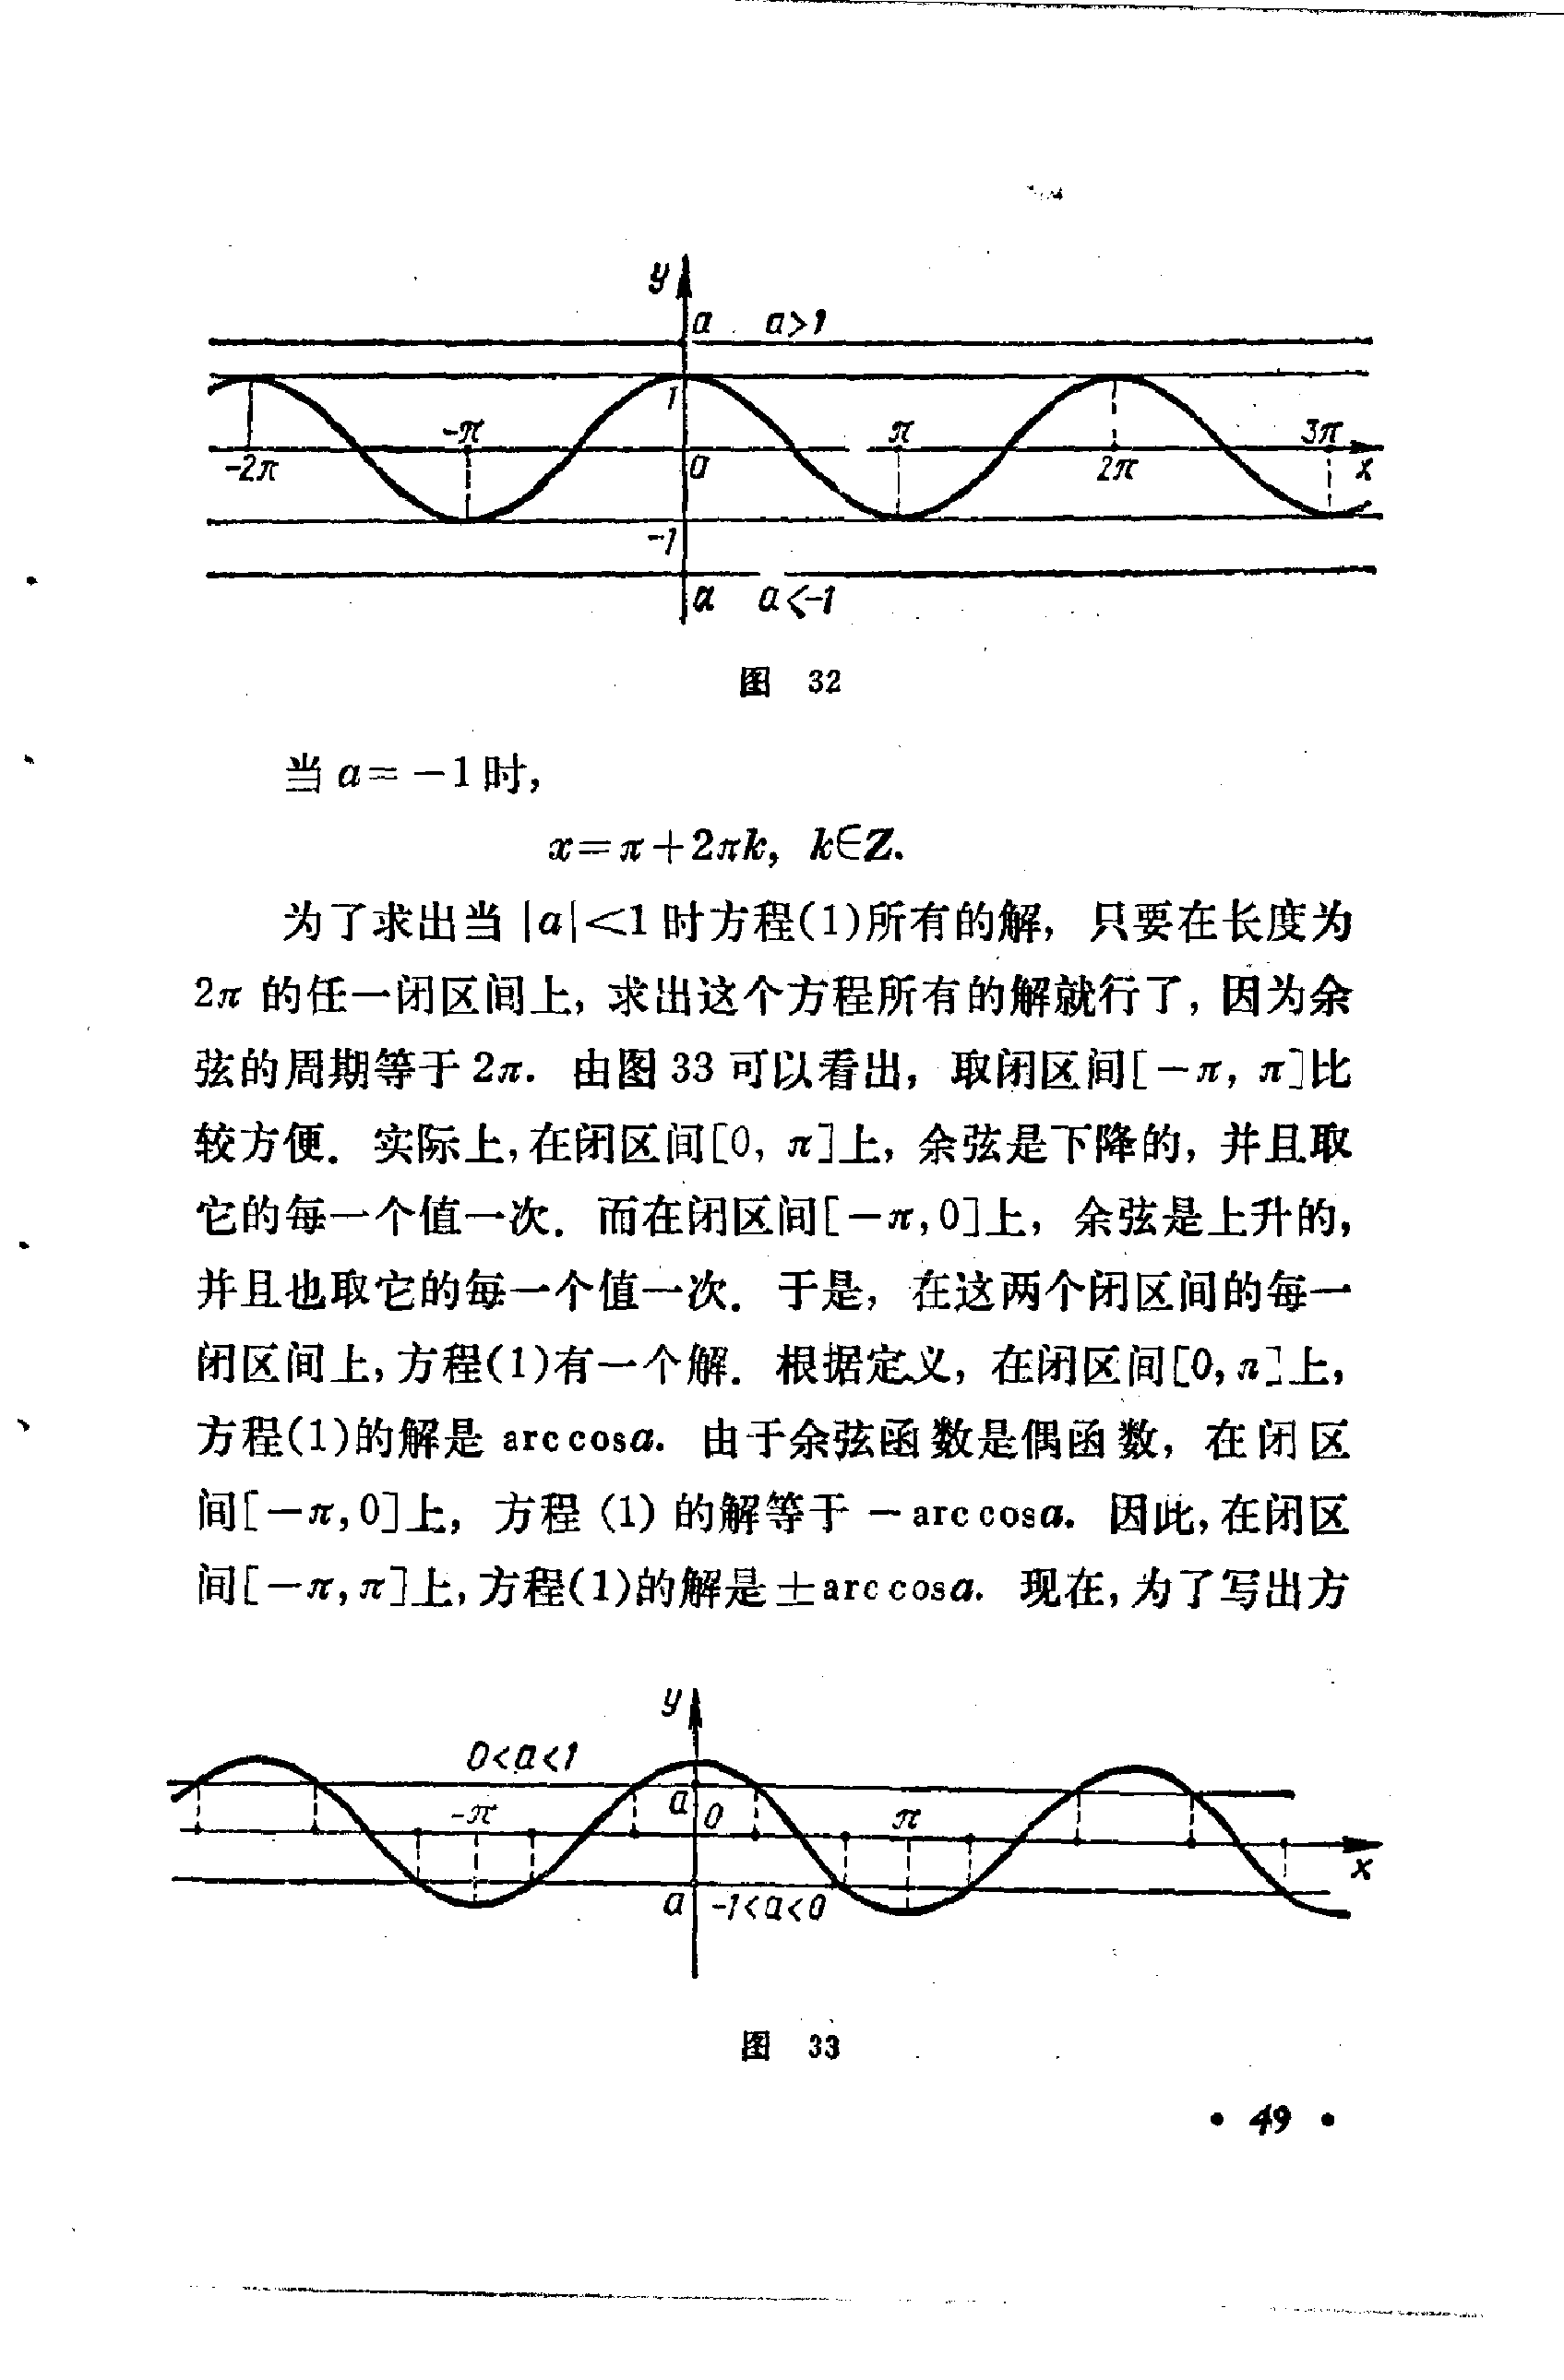 y
a a>1
1
-π π 3π
-2π 0 2π x
-1
a a<-1
图 32
当 a= -1 时,
x=π+2πk, k∈Z.
为了求出当 |a|<1 时方程(1)所有的解, 只要在长度为
2π 的任一闭区间上, 求出这个方程所有的解就行了, 因为余
弦的周期等于 2π. 由图 33 可以看出, 取闭区间[-π, π]比
较方便. 实际上, 在闭区间[0, π]上, 余弦是下降的, 并且取
它的每一个值一次. 而在闭区间[-π,0]上, 余弦是上升的,
并且也取它的每一个值一次. 于是, 在这两个闭区间的每一
闭区间上, 方程(1)有一个解. 根据定义, 在闭区间[0, π]上,
方程(1)的解是 arc cosa. 由于余弦函数是偶函数, 在闭区
间[-π,0]上, 方程 (1) 的解等于 -arc cosa. 因此, 在闭区
间[-π,π]上, 方程(1)的解是 ±arc cosa. 现在, 为了写出方
y
0<a<1
-π a 0 π
x
a -1<a<0
图 33
• 49 •